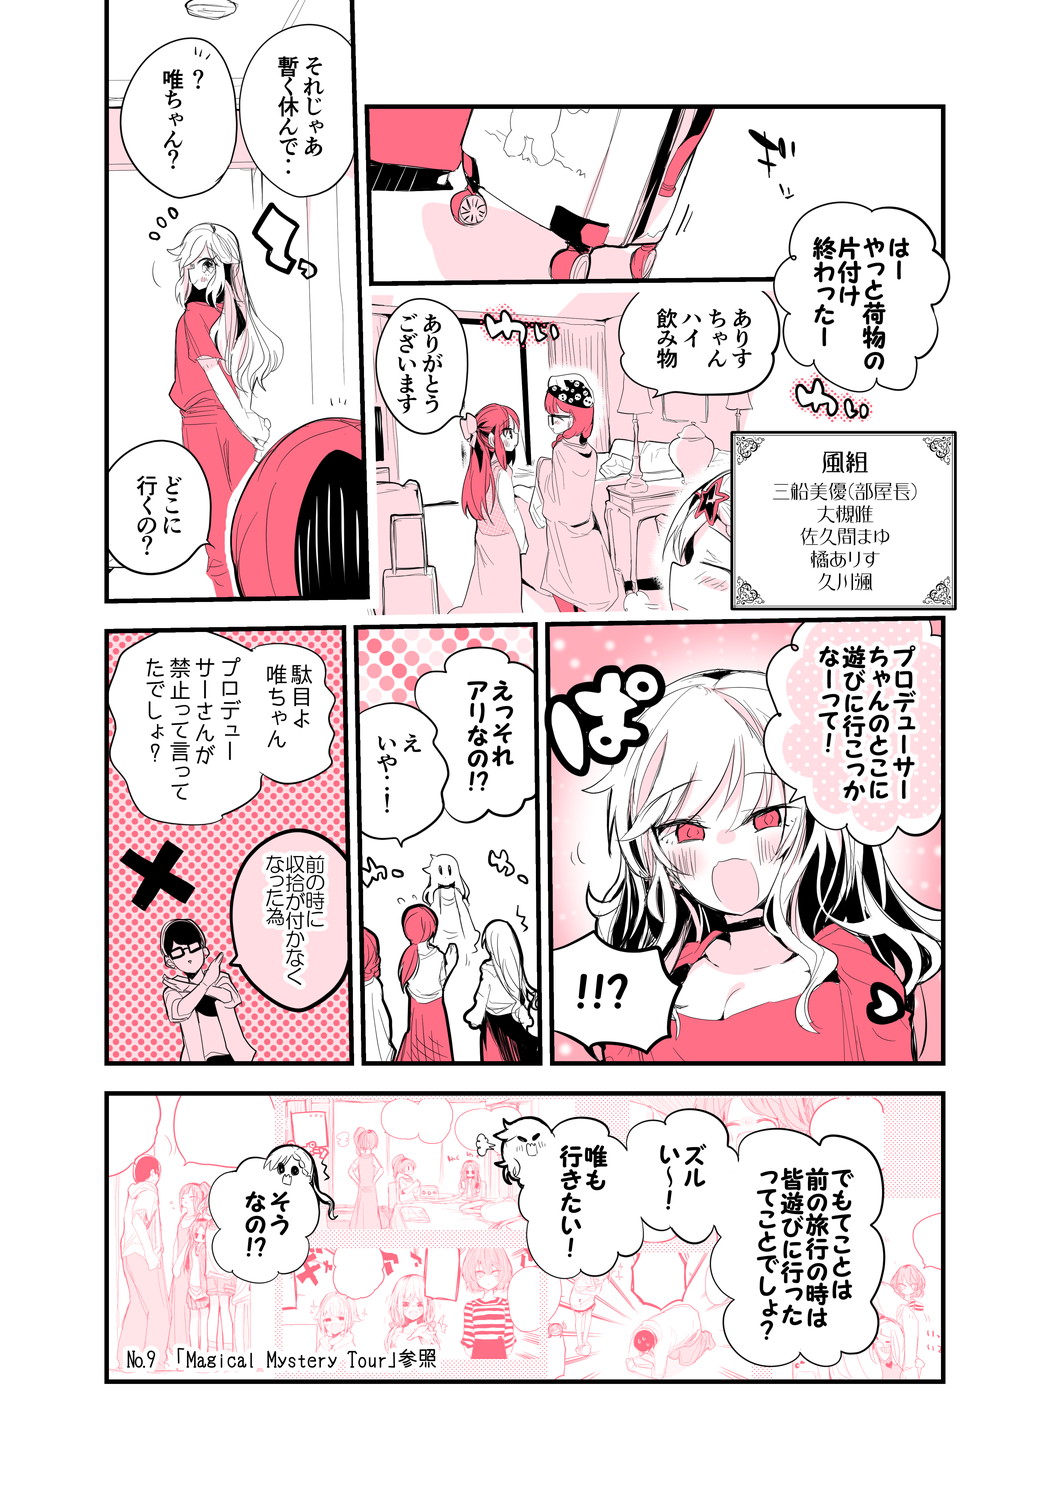 ギッ
はー
やっと荷物の
片付け
終わったー
わい
ありす
ちゃん
ハイ
飲み物
わい
ありがとう
ございます
風組
三船美優(部屋長)
大槻唯
佐久間まゆ
橘ありす
久川颯
それじゃあ
暫く休んで‥
?
唯ちゃん?
どこに
行くの?
プロデューサー
ちゃんのとこに
遊びに行こっか
なーって!
ぱ
!!?
えっそれ
アリなの!?
え
いや‥!
わい
わい
駄目よ
唯ちゃん
プロデュー
サーさんが
禁止って言って
たでしょ?
前の時に
収拾が付かなく
なった為
でもてことは
前の旅行の時は
皆遊びに行った
ってことでしょ?
ズル
い〜!
唯も
行きたい!
そう
なの!?
No.9 「Magical Mystery Tour」参照